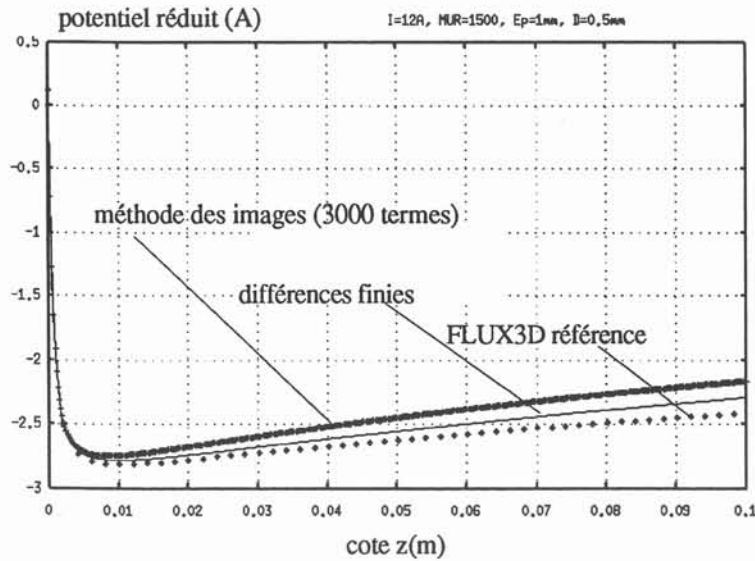 potentiel réduit (A)
I=12A, MUR=1500, Ep=1mm, D=0.5mm
0.5
0
-0.5
-1
-1.5
-2
-2.5
-3
méthode des images (3000 termes)
différences finies
FLUX3D référence
0 0.01 0.02 0.03 0.04 0.05 0.06 0.07 0.08 0.09 0.1
cote z(m)